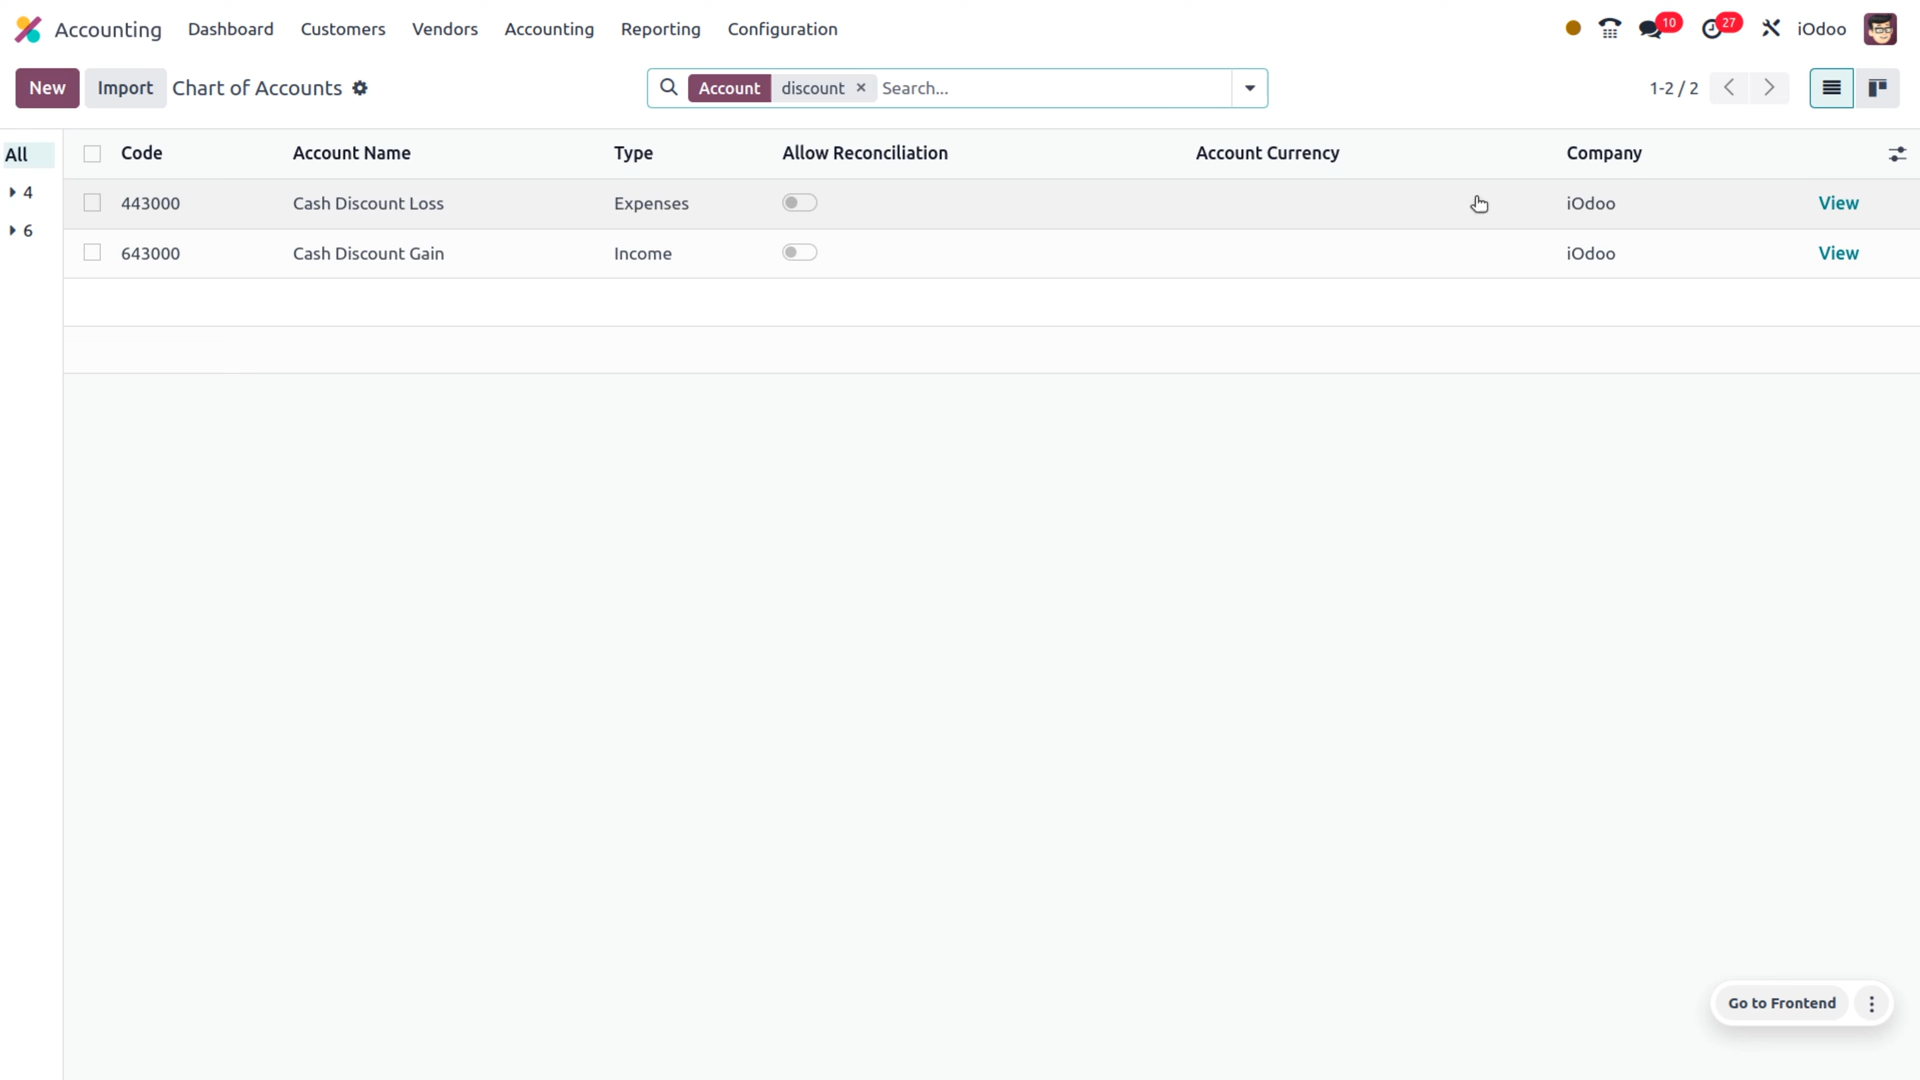 Accounting Dashboard Customers Vendors Accounting Reporting Configuration 10 27 iOdoo
New Import Chart of Accounts Account discount × Search... 1-2 / 2
All Code Account Name Type Allow Reconciliation Account Currency Company
4 443000 Cash Discount Loss Expenses iOdoo View
6 643000 Cash Discount Gain Income iOdoo View
Go to Frontend